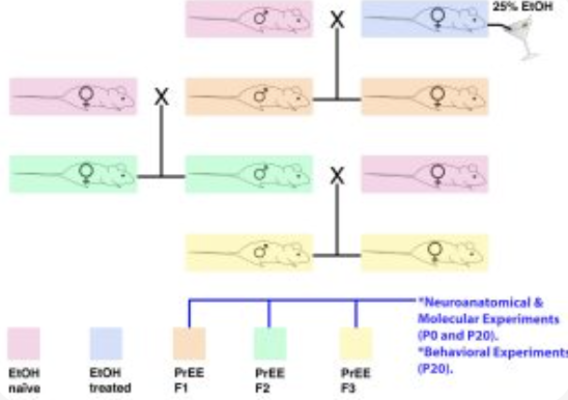 25% EtOH
♂ X ♀
♀ X ♂ ♀
♀ ♂ X ♀
♂ ♀
*Neuroanatomical &
Molecular Experiments
(P0 and P20).
*Behavioral Experiments
(P20).
EtOH
naïve
EtOH
treated
PrEE
F1
PrEE
F2
PrEE
F3